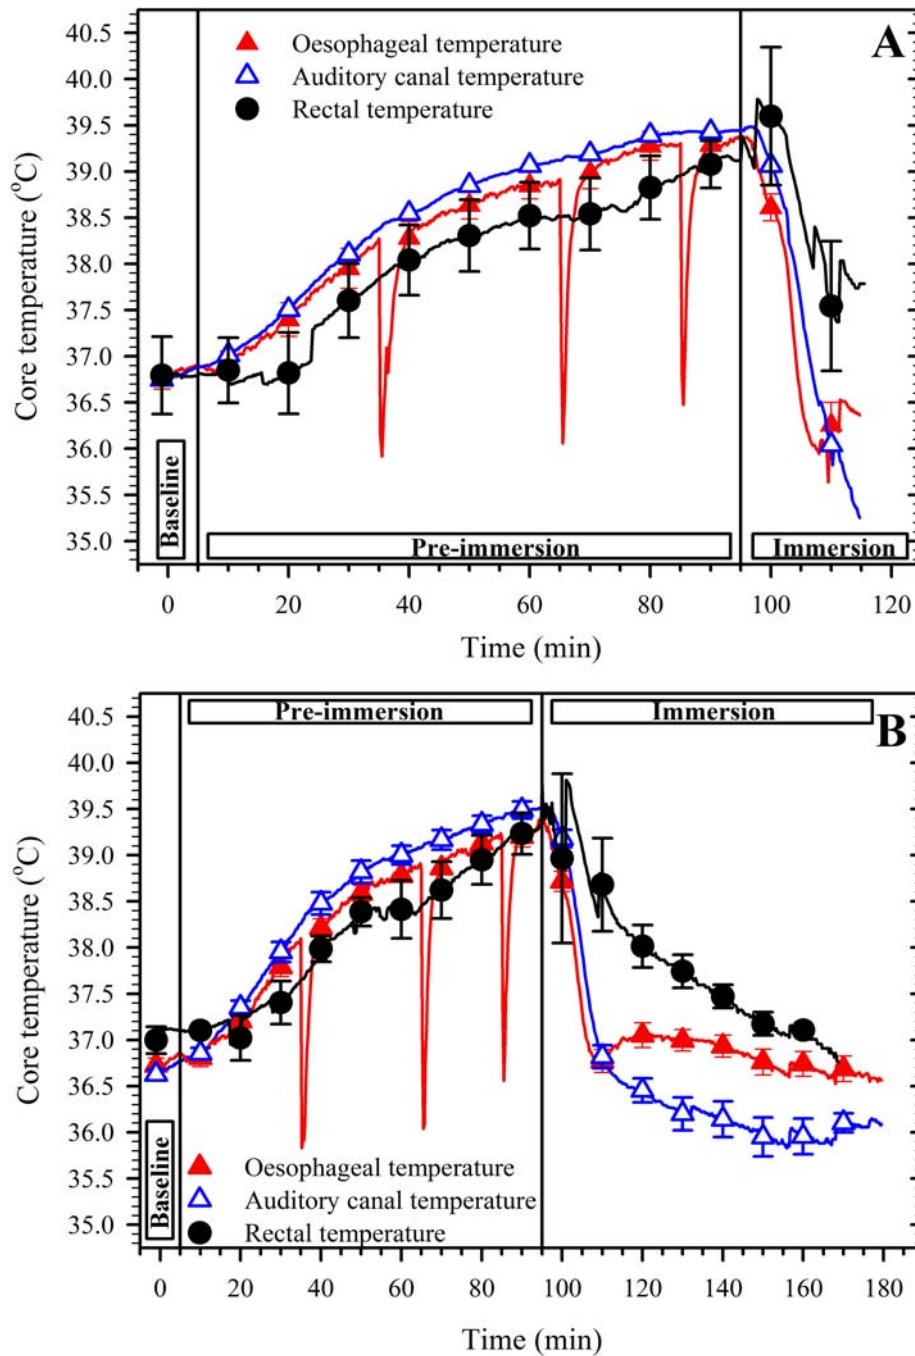 A
Oesophageal temperature
Auditory canal temperature
Rectal temperature
40.5
40.0
39.5
39.0
38.5
38.0
37.5
37.0
36.5
36.0
35.5
35.0
Core temperature (°C)
Baseline
Pre-immersion
Immersion
0 20 40 60 80 100 120
Time (min)
Pre-immersion
Immersion
B
40.5
40.0
39.5
39.0
38.5
38.0
37.5
37.0
36.5
36.0
35.5
35.0
Core temperature (°C)
Baseline
Oesophageal temperature
Auditory canal temperature
Rectal temperature
0 20 40 60 80 100 120 140 160 180
Time (min)